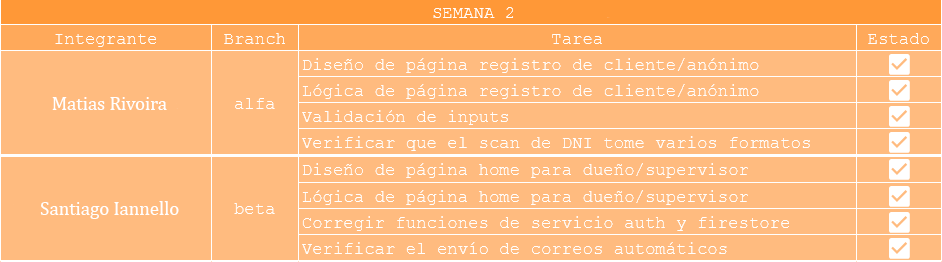 SEMANA 2
Integrante Branch Tarea Estado
Matias Rivoira alfa
Diseño de página registro de cliente/anónimo
Lógica de página registro de cliente/anónimo
Validación de inputs
Verificar que el scan de DNI tome varios formatos
Santiago Iannello beta
Diseño de página home para dueño/supervisor
Lógica de página home para dueño/supervisor
Corregir funciones de servicio auth y firestore
Verificar el envío de correos automáticos